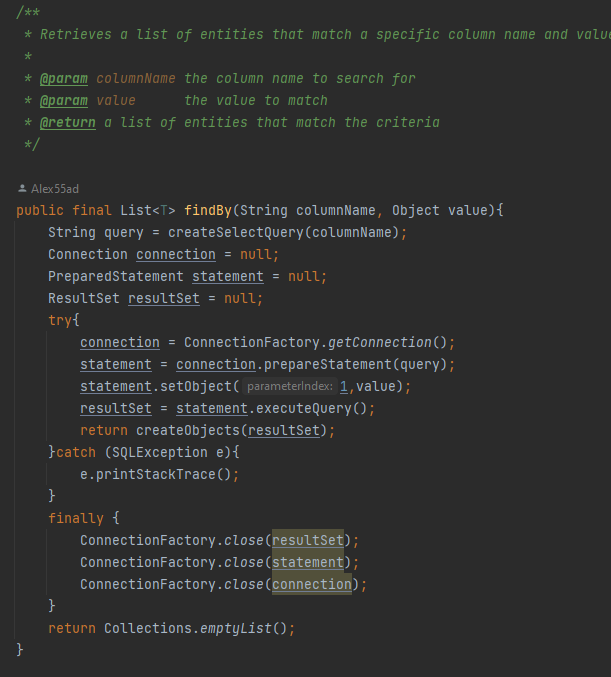 /**
* Retrieves a list of entities that match a specific column name and value
*
* @param columnName the column name to search for
* @param value      the value to match
* @return a list of entities that match the criteria
*/
Alex55ad
public final List<T> findBy(String columnName, Object value){
    String query = createSelectQuery(columnName);
    Connection connection = null;
    PreparedStatement statement = null;
    ResultSet resultSet = null;
    try{
        connection = ConnectionFactory.getConnection();
        statement = connection.prepareStatement(query);
        statement.setObject( parameterIndex: 1,value);
        resultSet = statement.executeQuery();
        return createObjects(resultSet);
    }catch (SQLException e){
        e.printStackTrace();
    }
    finally {
        ConnectionFactory.close(resultSet);
        ConnectionFactory.close(statement);
        ConnectionFactory.close(connection);
    }
    return Collections.emptyList();
}